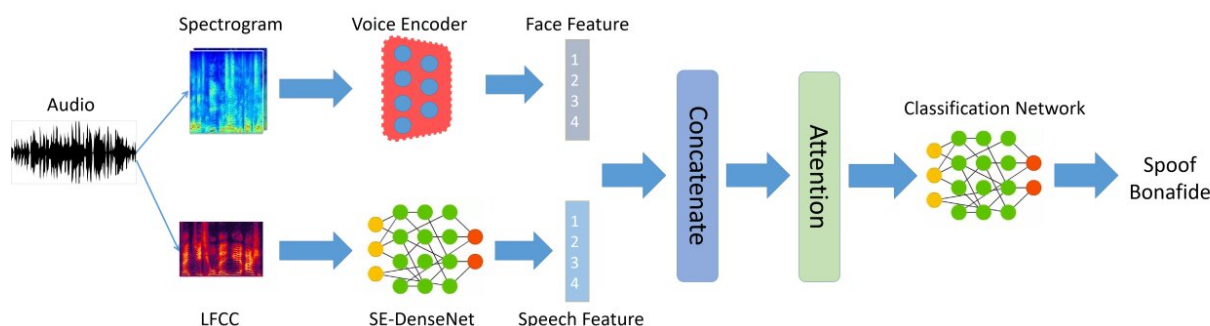 Spectrogram
Voice Encoder
Face Feature
1
2
3
4
Audio
Concatenate
Attention
Classification Network
Spoof
Bonafide
1
2
3
4
LFCC
SE-DenseNet
Speech Feature